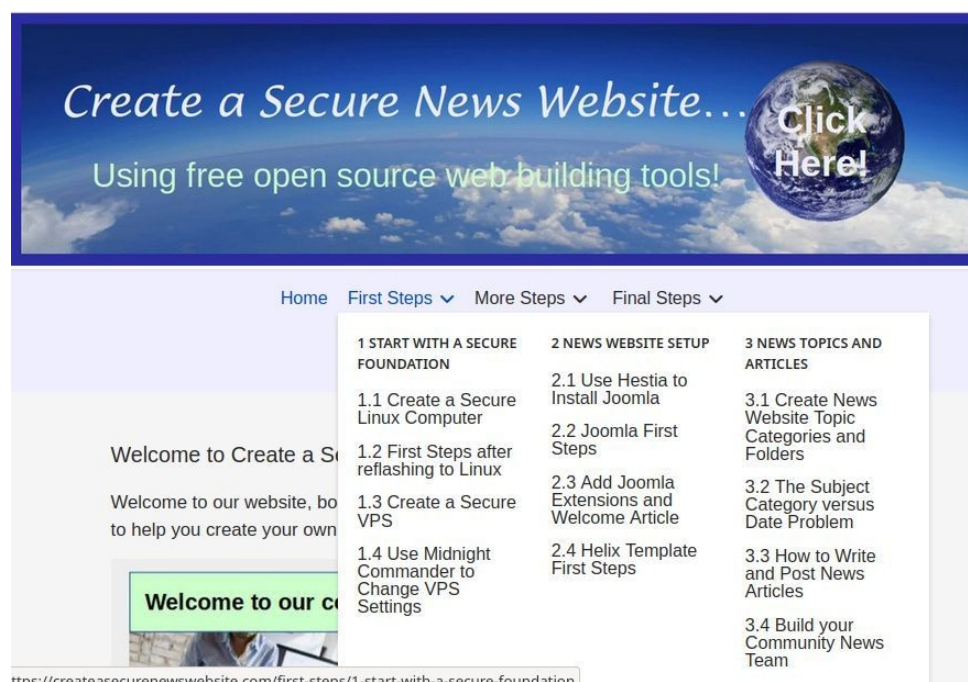 Create a Secure News Website...
Click
Here!
Using free open source web building tools!
Home First Steps More Steps Final Steps
1 START WITH A SECURE
FOUNDATION
1.1 Create a Secure
Linux Computer
1.2 First Steps after
reflashing to Linux
1.3 Create a Secure
VPS
1.4 Use Midnight
Commander to
Change VPS
Settings
2 NEWS WEBSITE SETUP
2.1 Use Hestia to
Install Joomla
2.2 Joomla First
Steps
2.3 Add Joomla
Extensions and
Welcome Article
2.4 Helix Template
First Steps
3 NEWS TOPICS AND
ARTICLES
3.1 Create News
Website Topic
Categories and
Folders
3.2 The Subject
Category versus
Date Problem
3.3 How to Write
and Post News
Articles
3.4 Build your
Community News
Team
Welcome to Create a
Welcome to our website,
to help you create your own
Welcome to our
ttps://createasecurenewswebsite.com/first-steps/1-start-with-a-secure-foundation